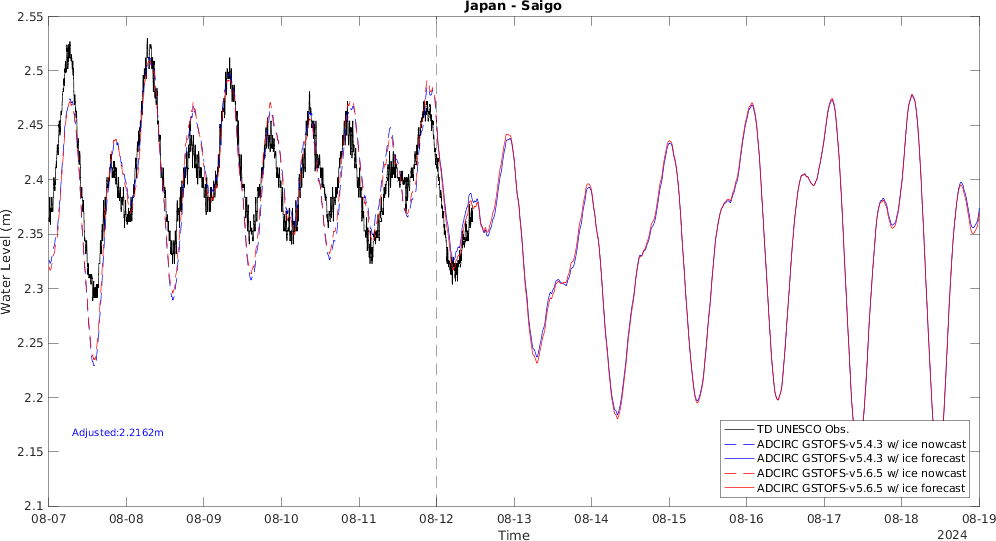 Japan - Saigo
2.55
2.5
2.45
2.4
2.35
2.3
2.25
2.2
2.15
2.1
Water Level (m)
Adjusted:2.2162m
TD UNESCO Obs.
ADCIRC GSTOFS-v5.4.3 w/ ice nowcast
ADCIRC GSTOFS-v5.4.3 w/ ice forecast
ADCIRC GSTOFS-v5.6.5 w/ ice nowcast
ADCIRC GSTOFS-v5.6.5 w/ ice forecast
08-07 08-08 08-09 08-10 08-11 08-12 08-13 08-14 08-15 08-16 08-17 08-18 08-19
Time
2024